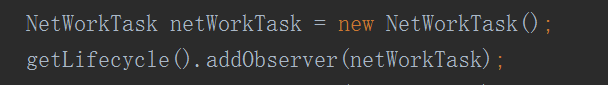 NetWorkTask netWorkTask = new NetWorkTask();
getLifecycle().addObserver(netWorkTask);